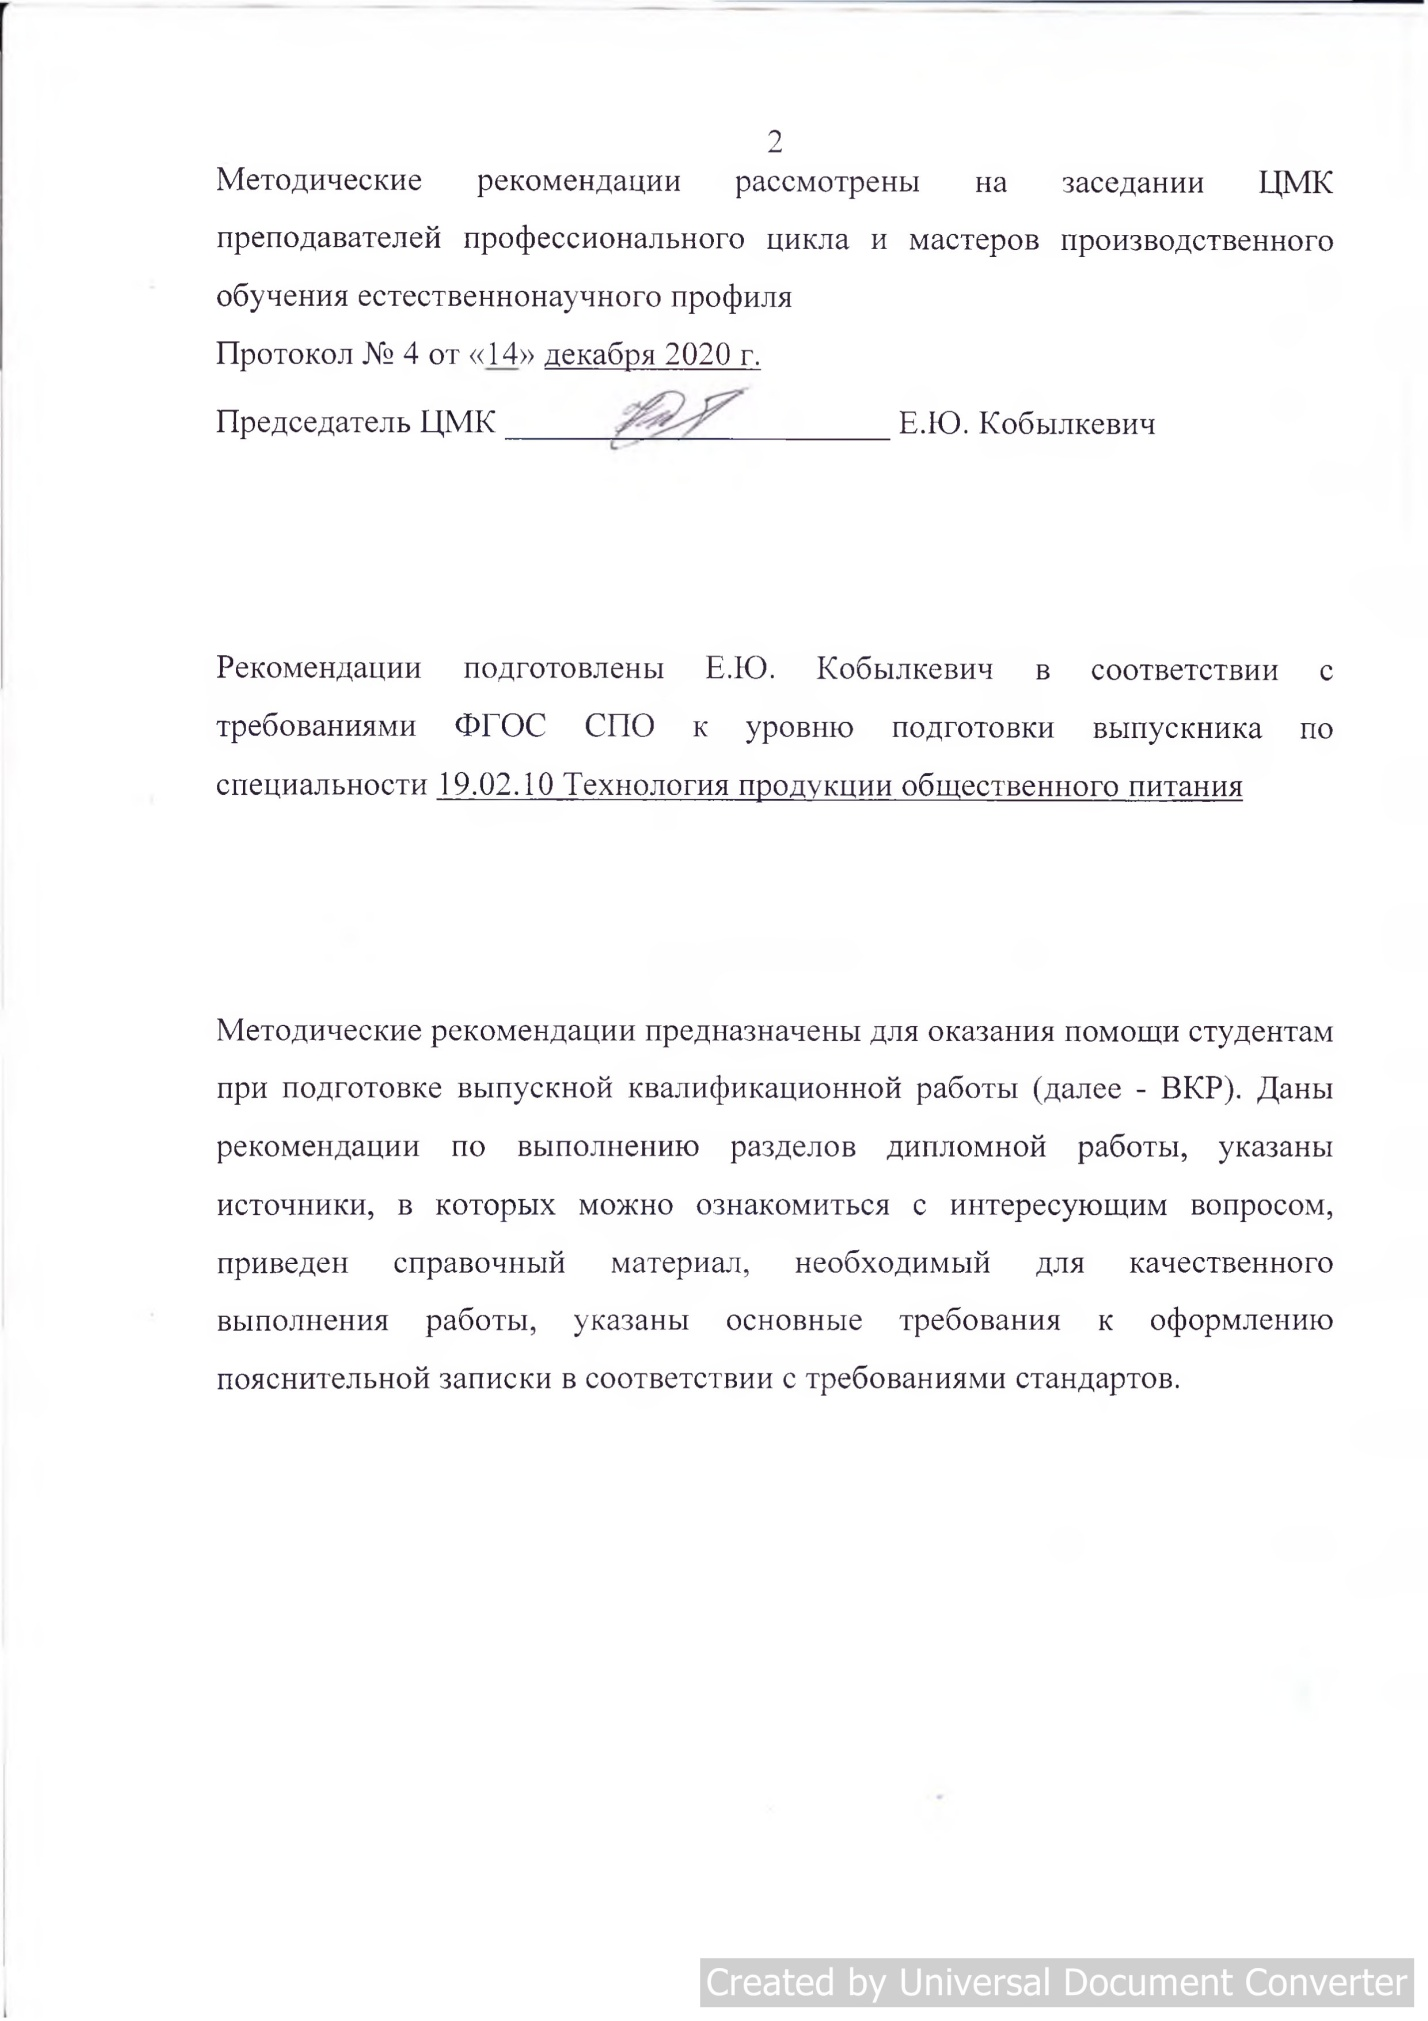 2
Методические рекомендации рассмотрены на заседании ЦМК
преподавателей профессионального цикла и мастеров производственного
обучения естественнонаучного профиля
Протокол № 4 от «14» декабря 2020 г.
Председатель ЦМК Е.Ю. Кобылкевич
Рекомендации подготовлены Е.Ю. Кобылкевич в соответствии с
требованиями ФГОС СПО к уровню подготовки выпускника по
специальности 19.02.10 Технология продукции общественного питания
Методические рекомендации предназначены для оказания помощи студентам
при подготовке выпускной квалификационной работы (далее - ВКР). Даны
рекомендации по выполнению разделов дипломной работы, указаны
источники, в которых можно ознакомиться с интересующим вопросом,
приведен справочный материал, необходимый для качественного
выполнения работы, указаны основные требования к оформлению
пояснительной записки в соответствии с требованиями стандартов.
Created by Universal Document Converter